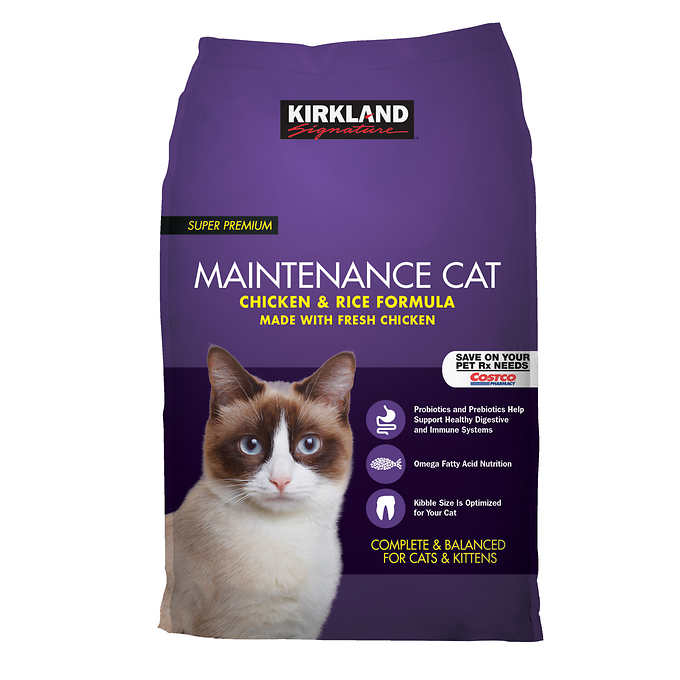 KIRKLAND
Signature
SUPER PREMIUM
MAINTENANCE CAT
CHICKEN & RICE FORMULA
MADE WITH FRESH CHICKEN
SAVE ON YOUR
PET Rx NEEDS
COSTCO
PHARMACY
Probiotics and Prebiotics Help
Support Healthy Digestive
and Immune Systems
Omega Fatty Acid Nutrition
Kibble Size Is Optimized
for Your Cat
COMPLETE & BALANCED
FOR CATS & KITTENS